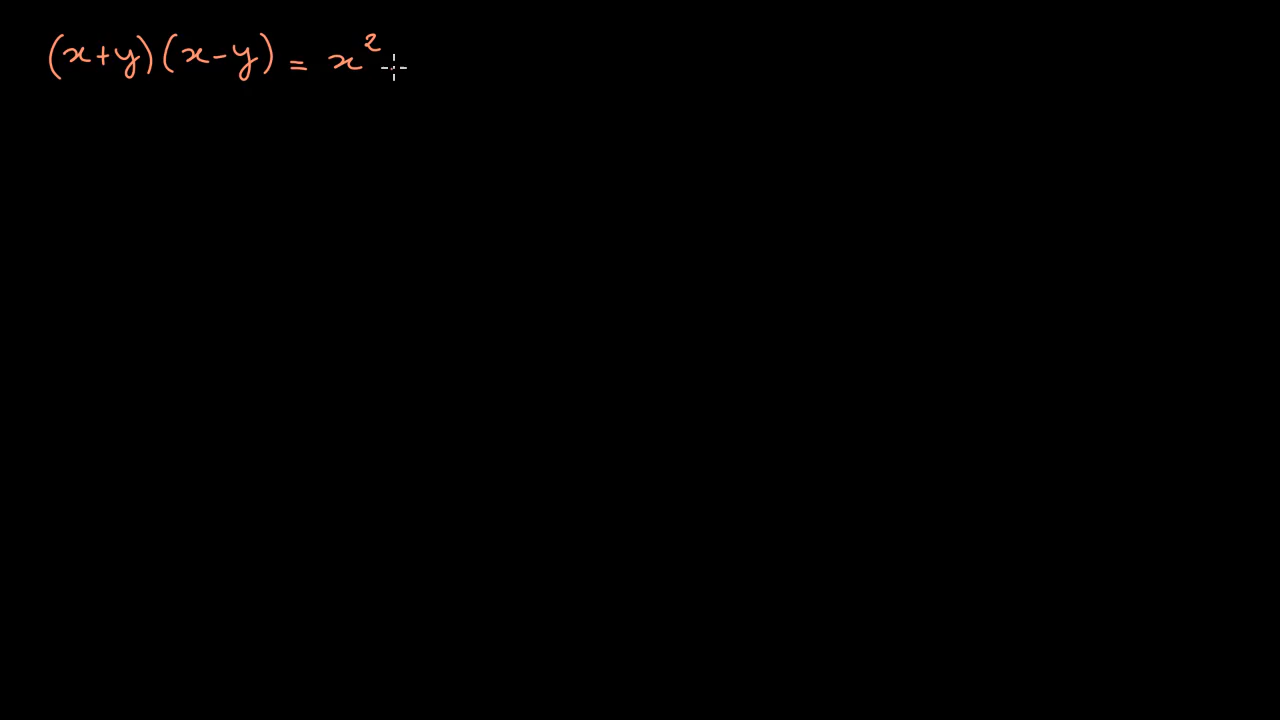 (x+y)(x-y) = x²